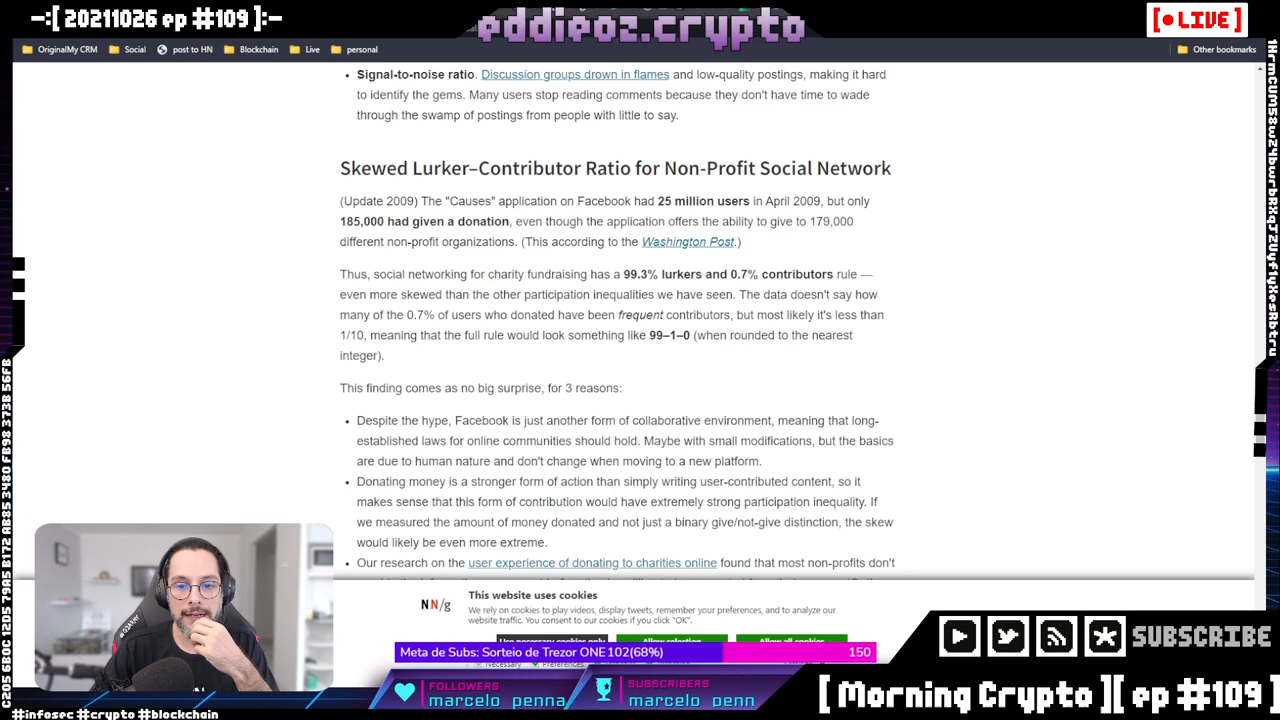 -:[ 20211026 ep #109 ]:-
eddieoz.crypto
[ • LIVE ]
OriginalMy CRM
Social
post to HN
Blockchain
Live
personal
Other bookmarks
• Signal-to-noise ratio. Discussion groups drown in flames and low-quality postings, making it hard
to identify the gems. Many users stop reading comments because they don't have time to wade
through the swamp of postings from people with little to say.
Skewed Lurker–Contributor Ratio for Non-Profit Social Network
(Update 2009) The "Causes" application on Facebook had 25 million users in April 2009, but only
185,000 had given a donation, even though the application offers the ability to give to 179,000
different non-profit organizations. (This according to the Washington Post.)
Thus, social networking for charity fundraising has a 99.3% lurkers and 0.7% contributors rule —
even more skewed than the other participation inequalities we have seen. The data doesn't say how
many of the 0.7% of users who donated have been frequent contributors, but most likely it's less than
1/10, meaning that the full rule would look something like 99–1–0 (when rounded to the nearest
integer).
This finding comes as no big surprise, for 3 reasons:
• Despite the hype, Facebook is just another form of collaborative environment, meaning that long-
established laws for online communities should hold. Maybe with small modifications, but the basics
are due to human nature and don't change when moving to a new platform.
• Donating money is a stronger form of action than simply writing user-contributed content, so it
makes sense that this form of contribution would have extremely strong participation inequality. If
we measured the amount of money donated and not just a binary give/not-give distinction, the skew
would likely be even more extreme.
• Our research on the user experience of donating to charities online found that most non-profits don't
NN/g
This website uses cookies
We rely on cookies to play videos, display tweets, remember your preferences, and to analyze our
website traffic. You consent to our cookies if you click "OK".
Use necessary cookies only
Allow selection
Allow all cookies
Meta de Subs: Sorteio de Trezor ONE 102(68%)
150
Necessary
Preferences
FOLLOWERS
marcelo penna
SUBSCRIBERS
marcelo penn
SUBSCRIBE
[ Morning Crypto ][ ep #109 ]
#infosec #crypto #blockchain